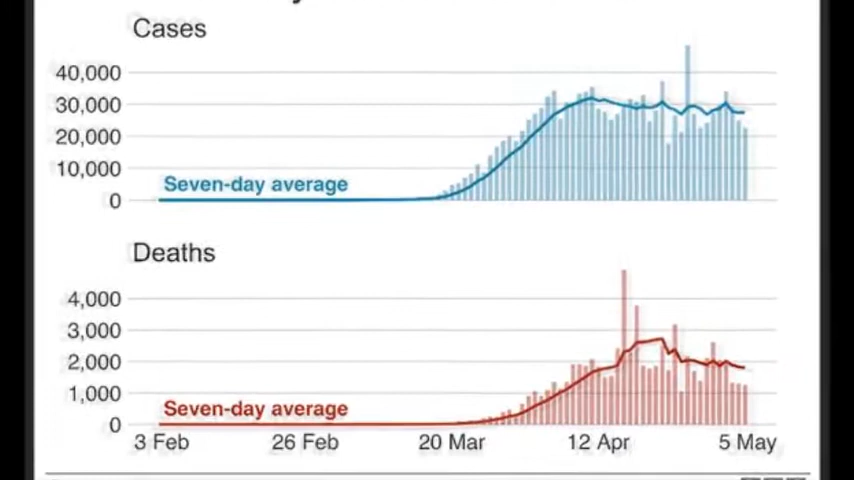 Cases
40,000
30,000
20,000
10,000
0
Seven-day average
Deaths
4,000
3,000
2,000
1,000
0
Seven-day average
3 Feb 26 Feb 20 Mar 12 Apr 5 May